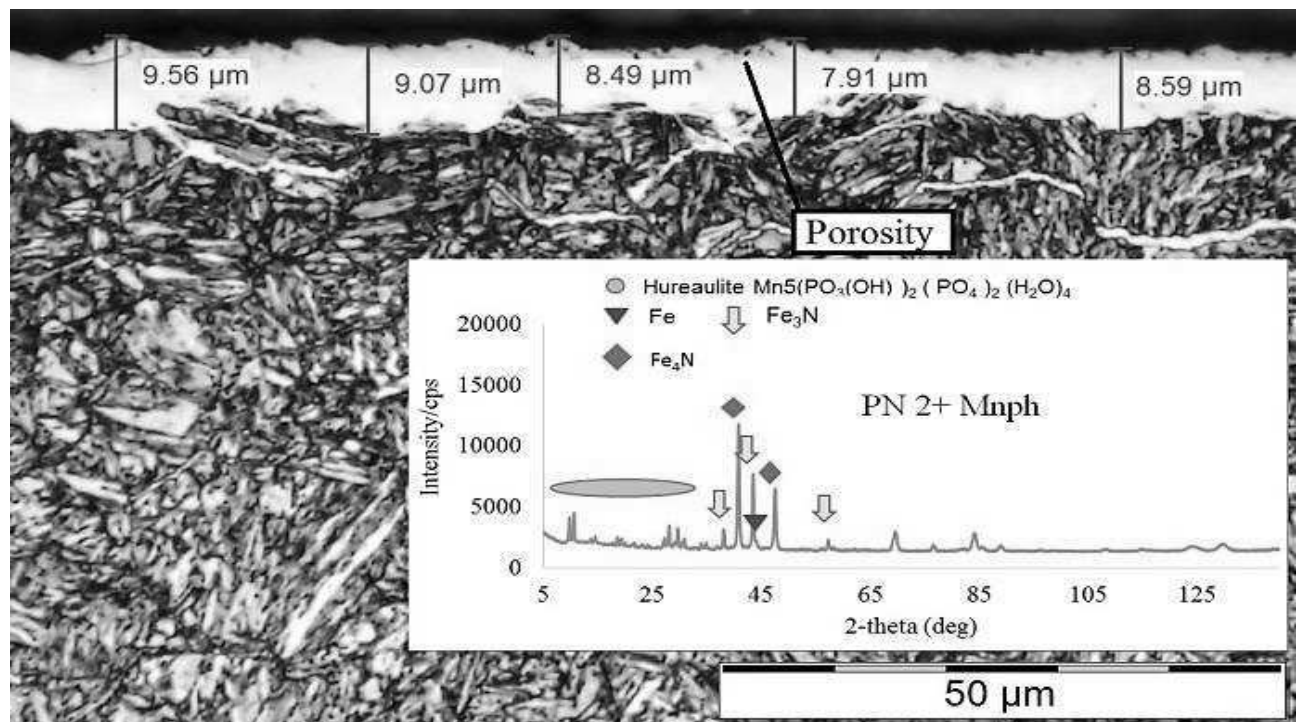 9.56 µm
9.07 µm
8.49 µm
7.91 µm
8.59 µm
Porosity
Hureaulite Mn5(PO₃(OH) )₂ ( PO₄ )₂ (H₂O)₄
Fe
Fe₃N
Fe₄N
PN 2+ Mnph
Intensity/cps
20000
15000
10000
5000
0
5 25 45 65 85 105 125
2-theta (deg)
50 µm